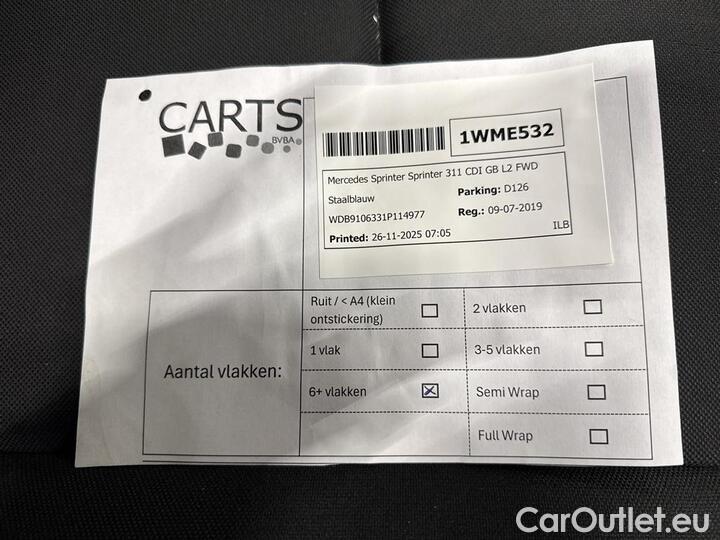 CARTS
BVBA
1WME532
Mercedes Sprinter Sprinter 311 CDI GB L2 FWD
Staalblauw
Parking: D126
WDB9106331P114977
Reg.: 09-07-2019
Printed: 26-11-2025 07:05
ILB
Aantal vlakken:
Ruit / < A4 (klein
ontstickering)
2 vlakken
1 vlak
3-5 vlakken
6+ vlakken
Semi Wrap
Full Wrap
CarOutlet.eu